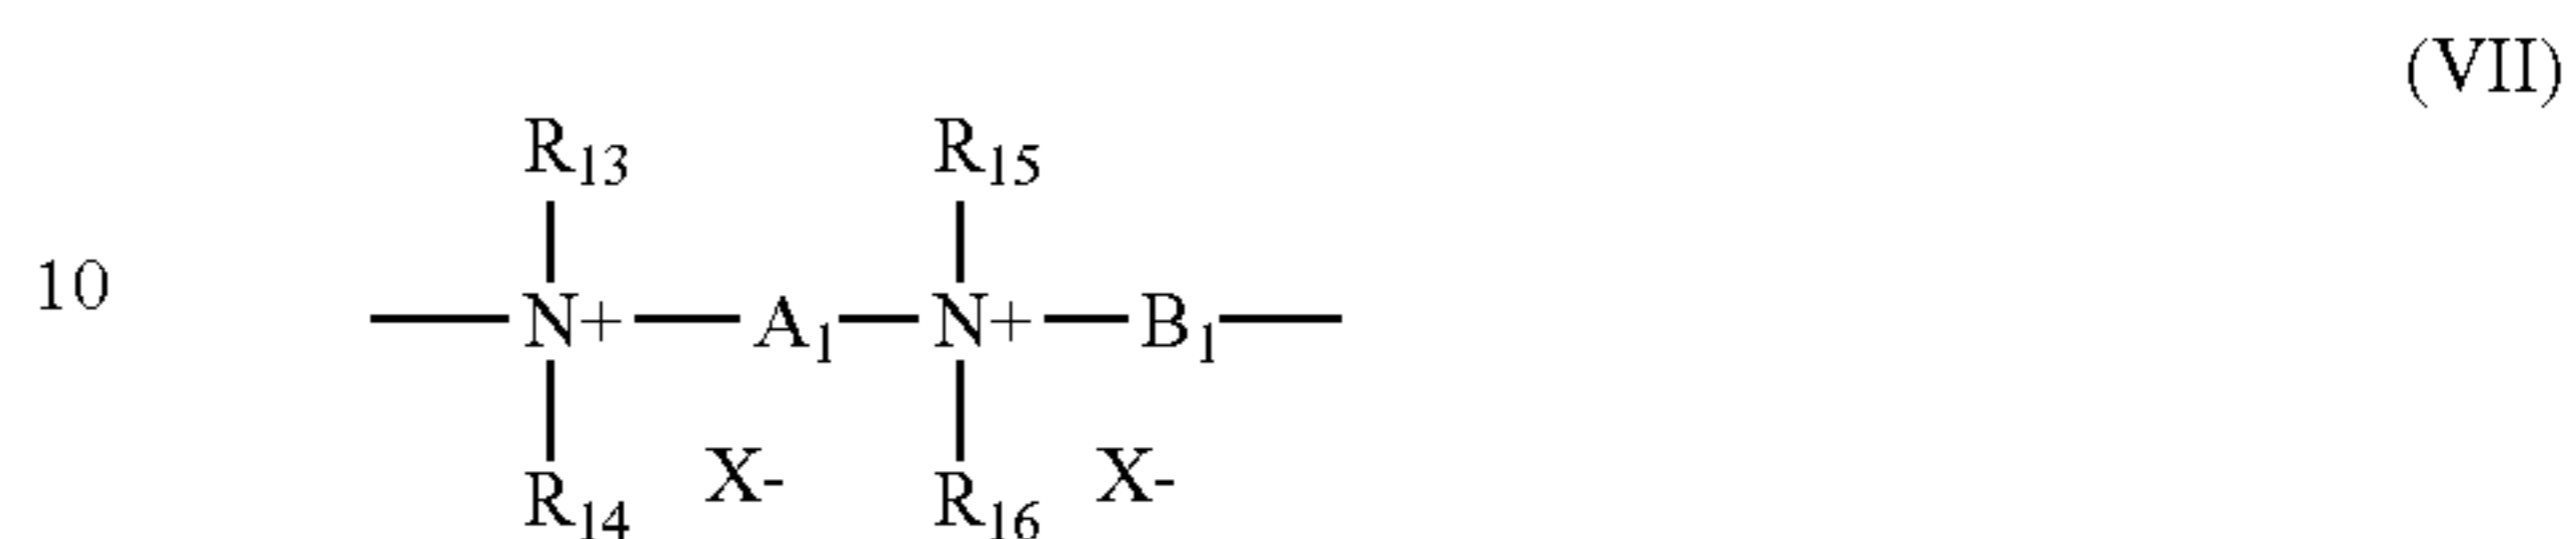 (VII)
R13 R15
10 N+ A1 N+ B1
X- X-
R14 R16